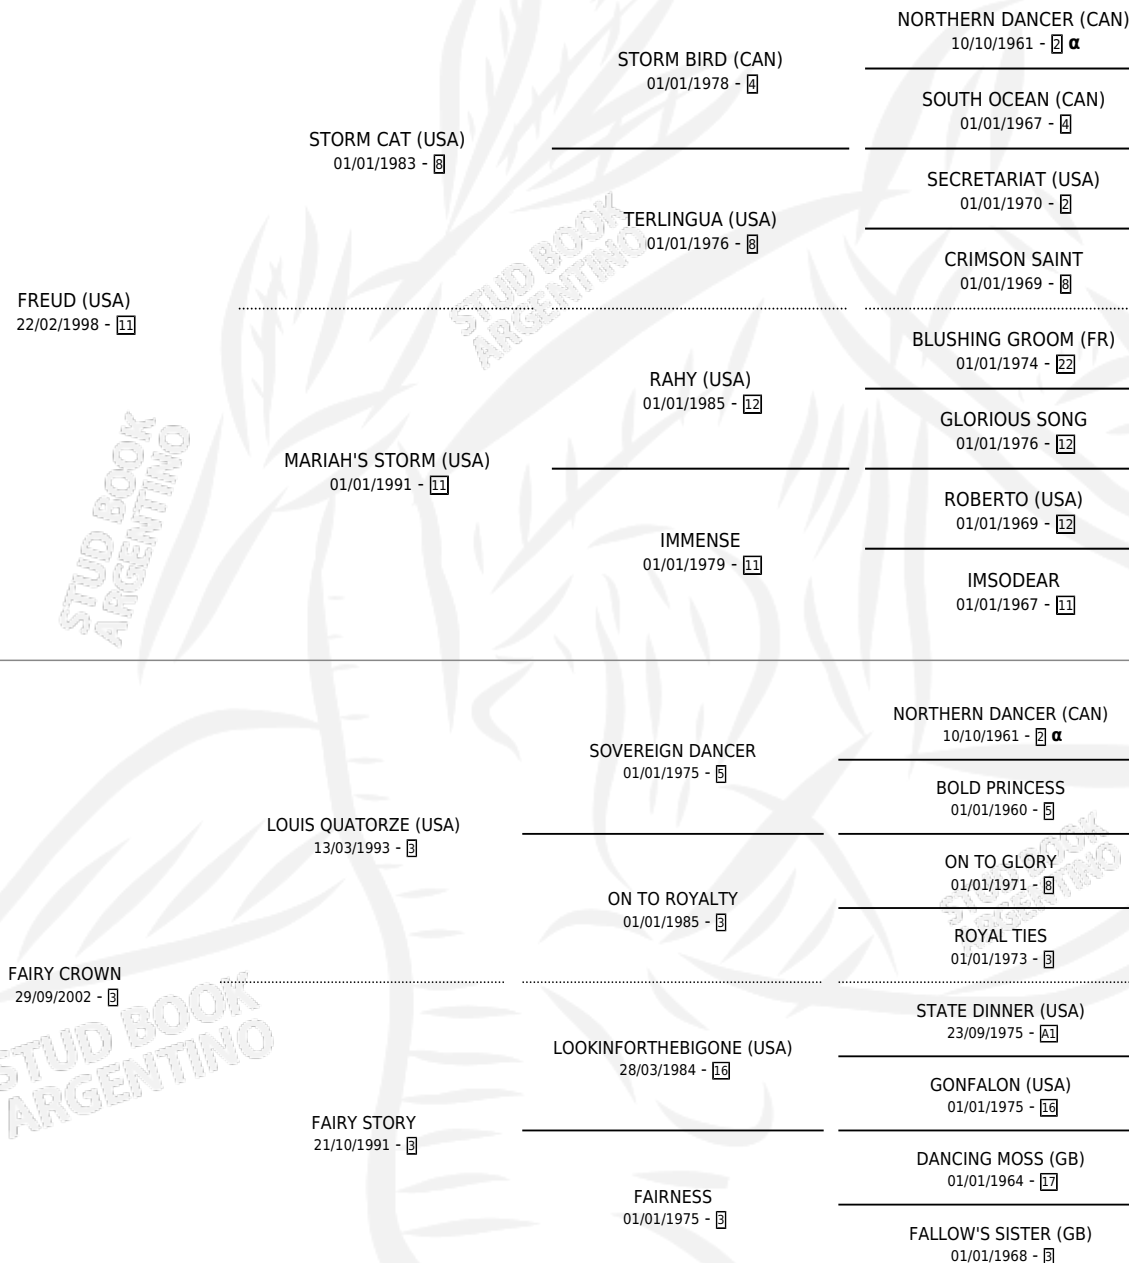 NORTHERN DANCER (CAN)
10/10/1961 - 2 α
STORM BIRD (CAN)
01/01/1978 - 4
SOUTH OCEAN (CAN)
01/01/1967 - 4
STORM CAT (USA)
01/01/1983 - 8
SECRETARIAT (USA)
01/01/1970 - 2
TERLINGUA (USA)
01/01/1976 - 8
CRIMSON SAINT
01/01/1969 - 8
FREUD (USA)
22/02/1998 - 11
BLUSHING GROOM (FR)
01/01/1974 - 22
RAHY (USA)
01/01/1985 - 12
GLORIOUS SONG
01/01/1976 - 12
MARIAH'S STORM (USA)
01/01/1991 - 11
ROBERTO (USA)
01/01/1969 - 12
IMMENSE
01/01/1979 - 11
IMSODEAR
01/01/1967 - 11
NORTHERN DANCER (CAN)
10/10/1961 - 2 α
SOVEREIGN DANCER
01/01/1975 - 5
BOLD PRINCESS
01/01/1960 - 5
LOUIS QUATORZE (USA)
13/03/1993 - 3
ON TO GLORY
01/01/1971 - 8
ON TO ROYALTY
01/01/1985 - 3
ROYAL TIES
01/01/1973 - 3
FAIRY CROWN
29/09/2002 - 3
STATE DINNER (USA)
23/09/1975 - A1
LOOKINFORTHEBIGONE (USA)
28/03/1984 - 16
GONFALON (USA)
01/01/1975 - 16
FAIRY STORY
21/10/1991 - 3
DANCING MOSS (GB)
01/01/1964 - 17
FAIRNESS
01/01/1975 - 3
FALLOW'S SISTER (GB)
01/01/1968 - 3
STUD BOOK
ARGENTINO
STUD BOOK
ARGENTINO
STUD BOOK
ARGENTINO
STUD BOOK
ARGENTINO